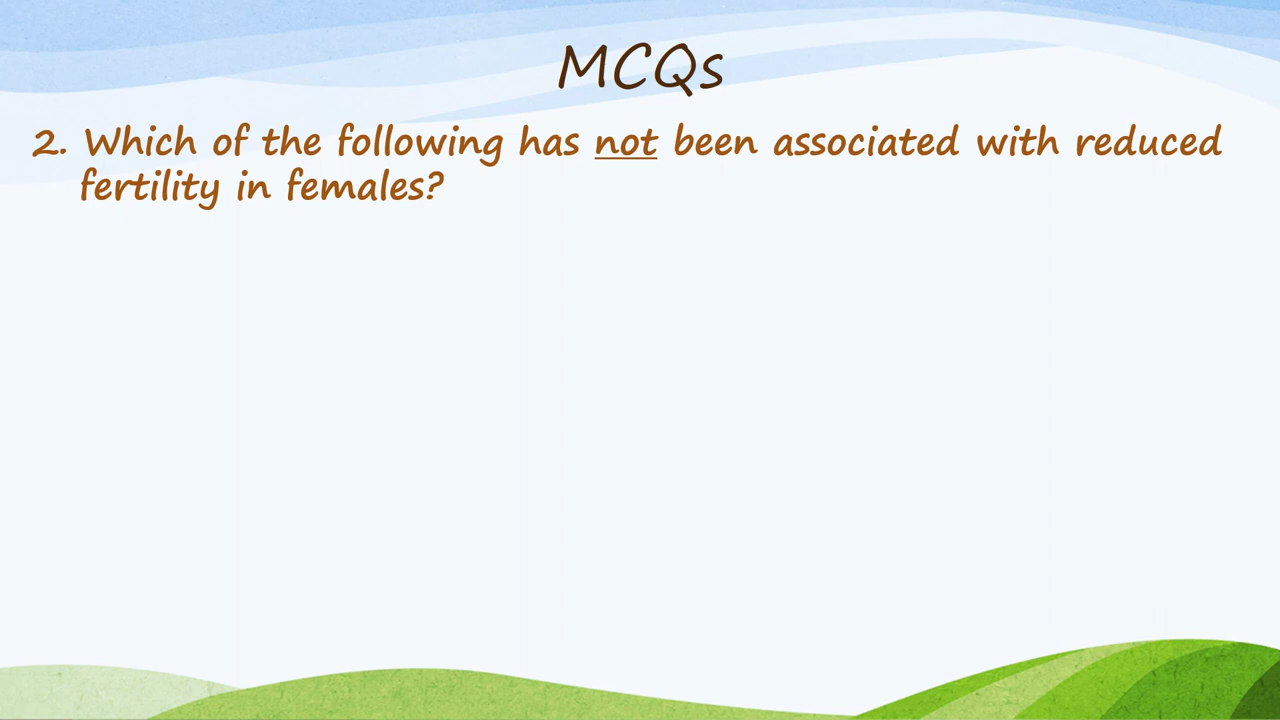 MCQs
2. Which of the following has not been associated with reduced
fertility in females?